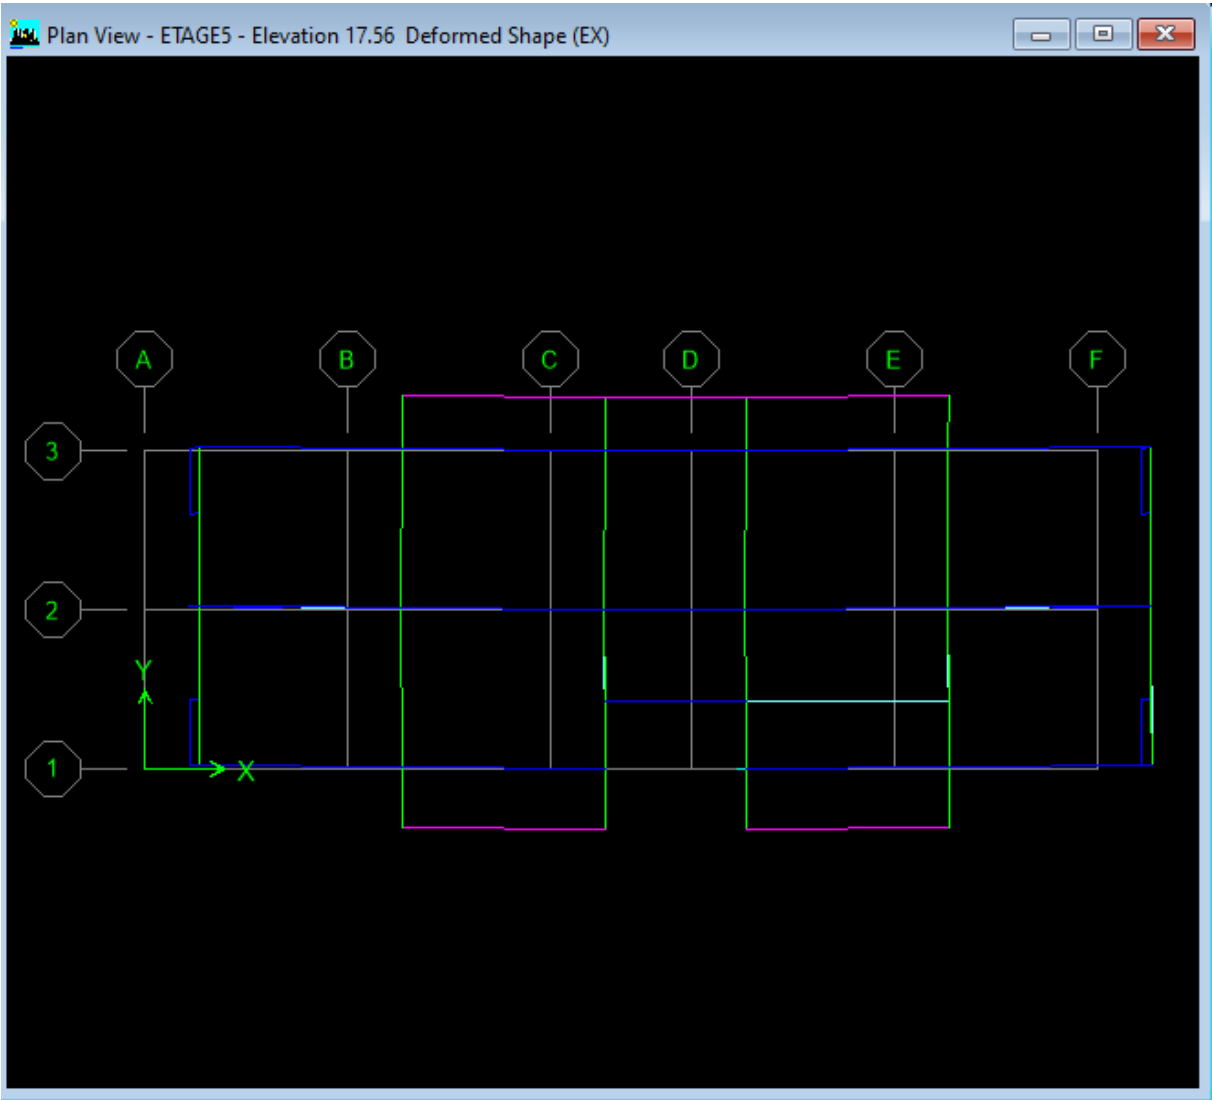 Plan View - ETAGE5 - Elevation 17.56 Deformed Shape (EX)
A B C D E F
3
2
Y
1
X